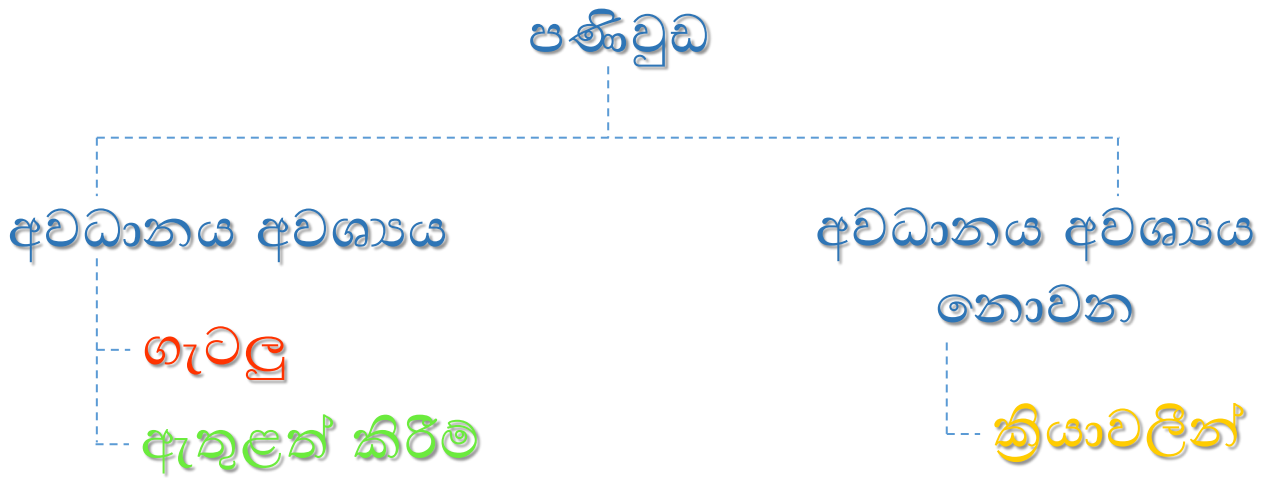 පණිවුඩ
අවධානය අවශ්‍යය
අවධානය අවශ්‍යය
නොවන
ගැටලු
ඇතුළත් කිරීම්
ක්‍රියාවලීන්